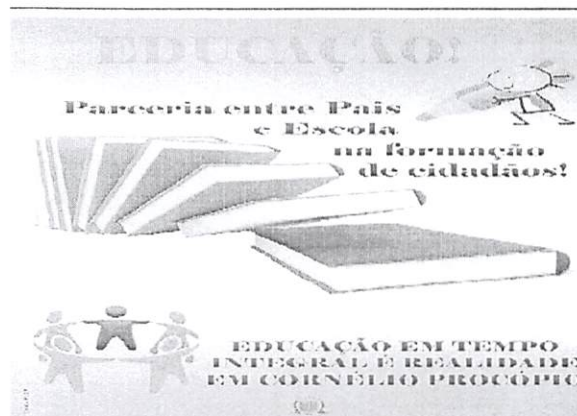 EDUCAÇÃO!
Parceria entre Pais
e Escola
na formação
de cidadãos!
EDUCAÇÃO EM TEMPO
INTEGRAL É REALIDADE
EM CORNÉLIO PROCÓPIO